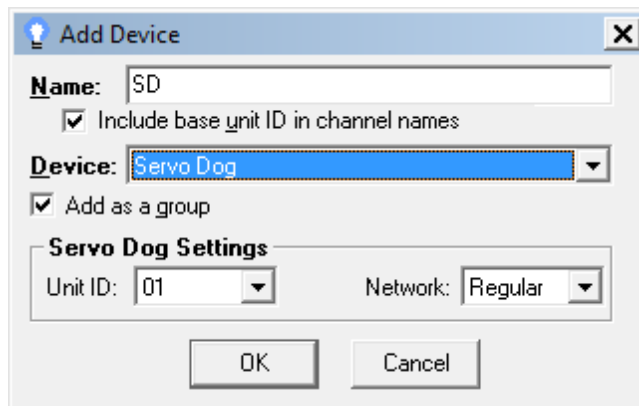 Add Device
Name: SD
Include base unit ID in channel names
Device: Servo Dog
Add as a group
Servo Dog Settings
Unit ID: 01 Network: Regular
OK Cancel